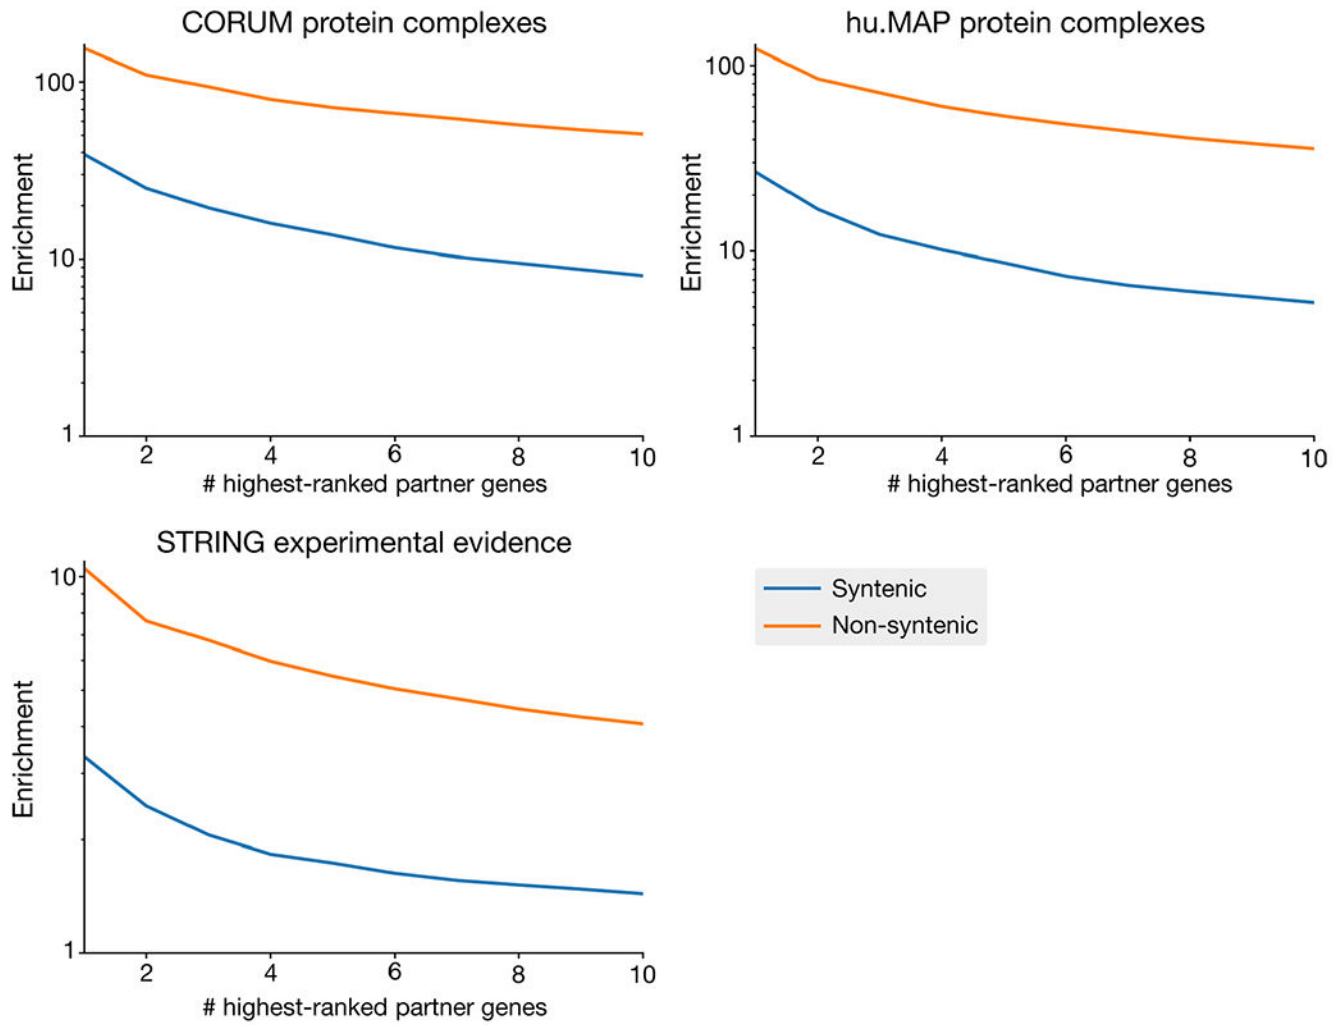 CORUM protein complexes
Enrichment
100
10
1
2 4 6 8 10
# highest-ranked partner genes
hu.MAP protein complexes
Enrichment
100
10
1
2 4 6 8 10
# highest-ranked partner genes
STRING experimental evidence
Enrichment
10
1
2 4 6 8 10
# highest-ranked partner genes
Syntenic
Non-syntenic